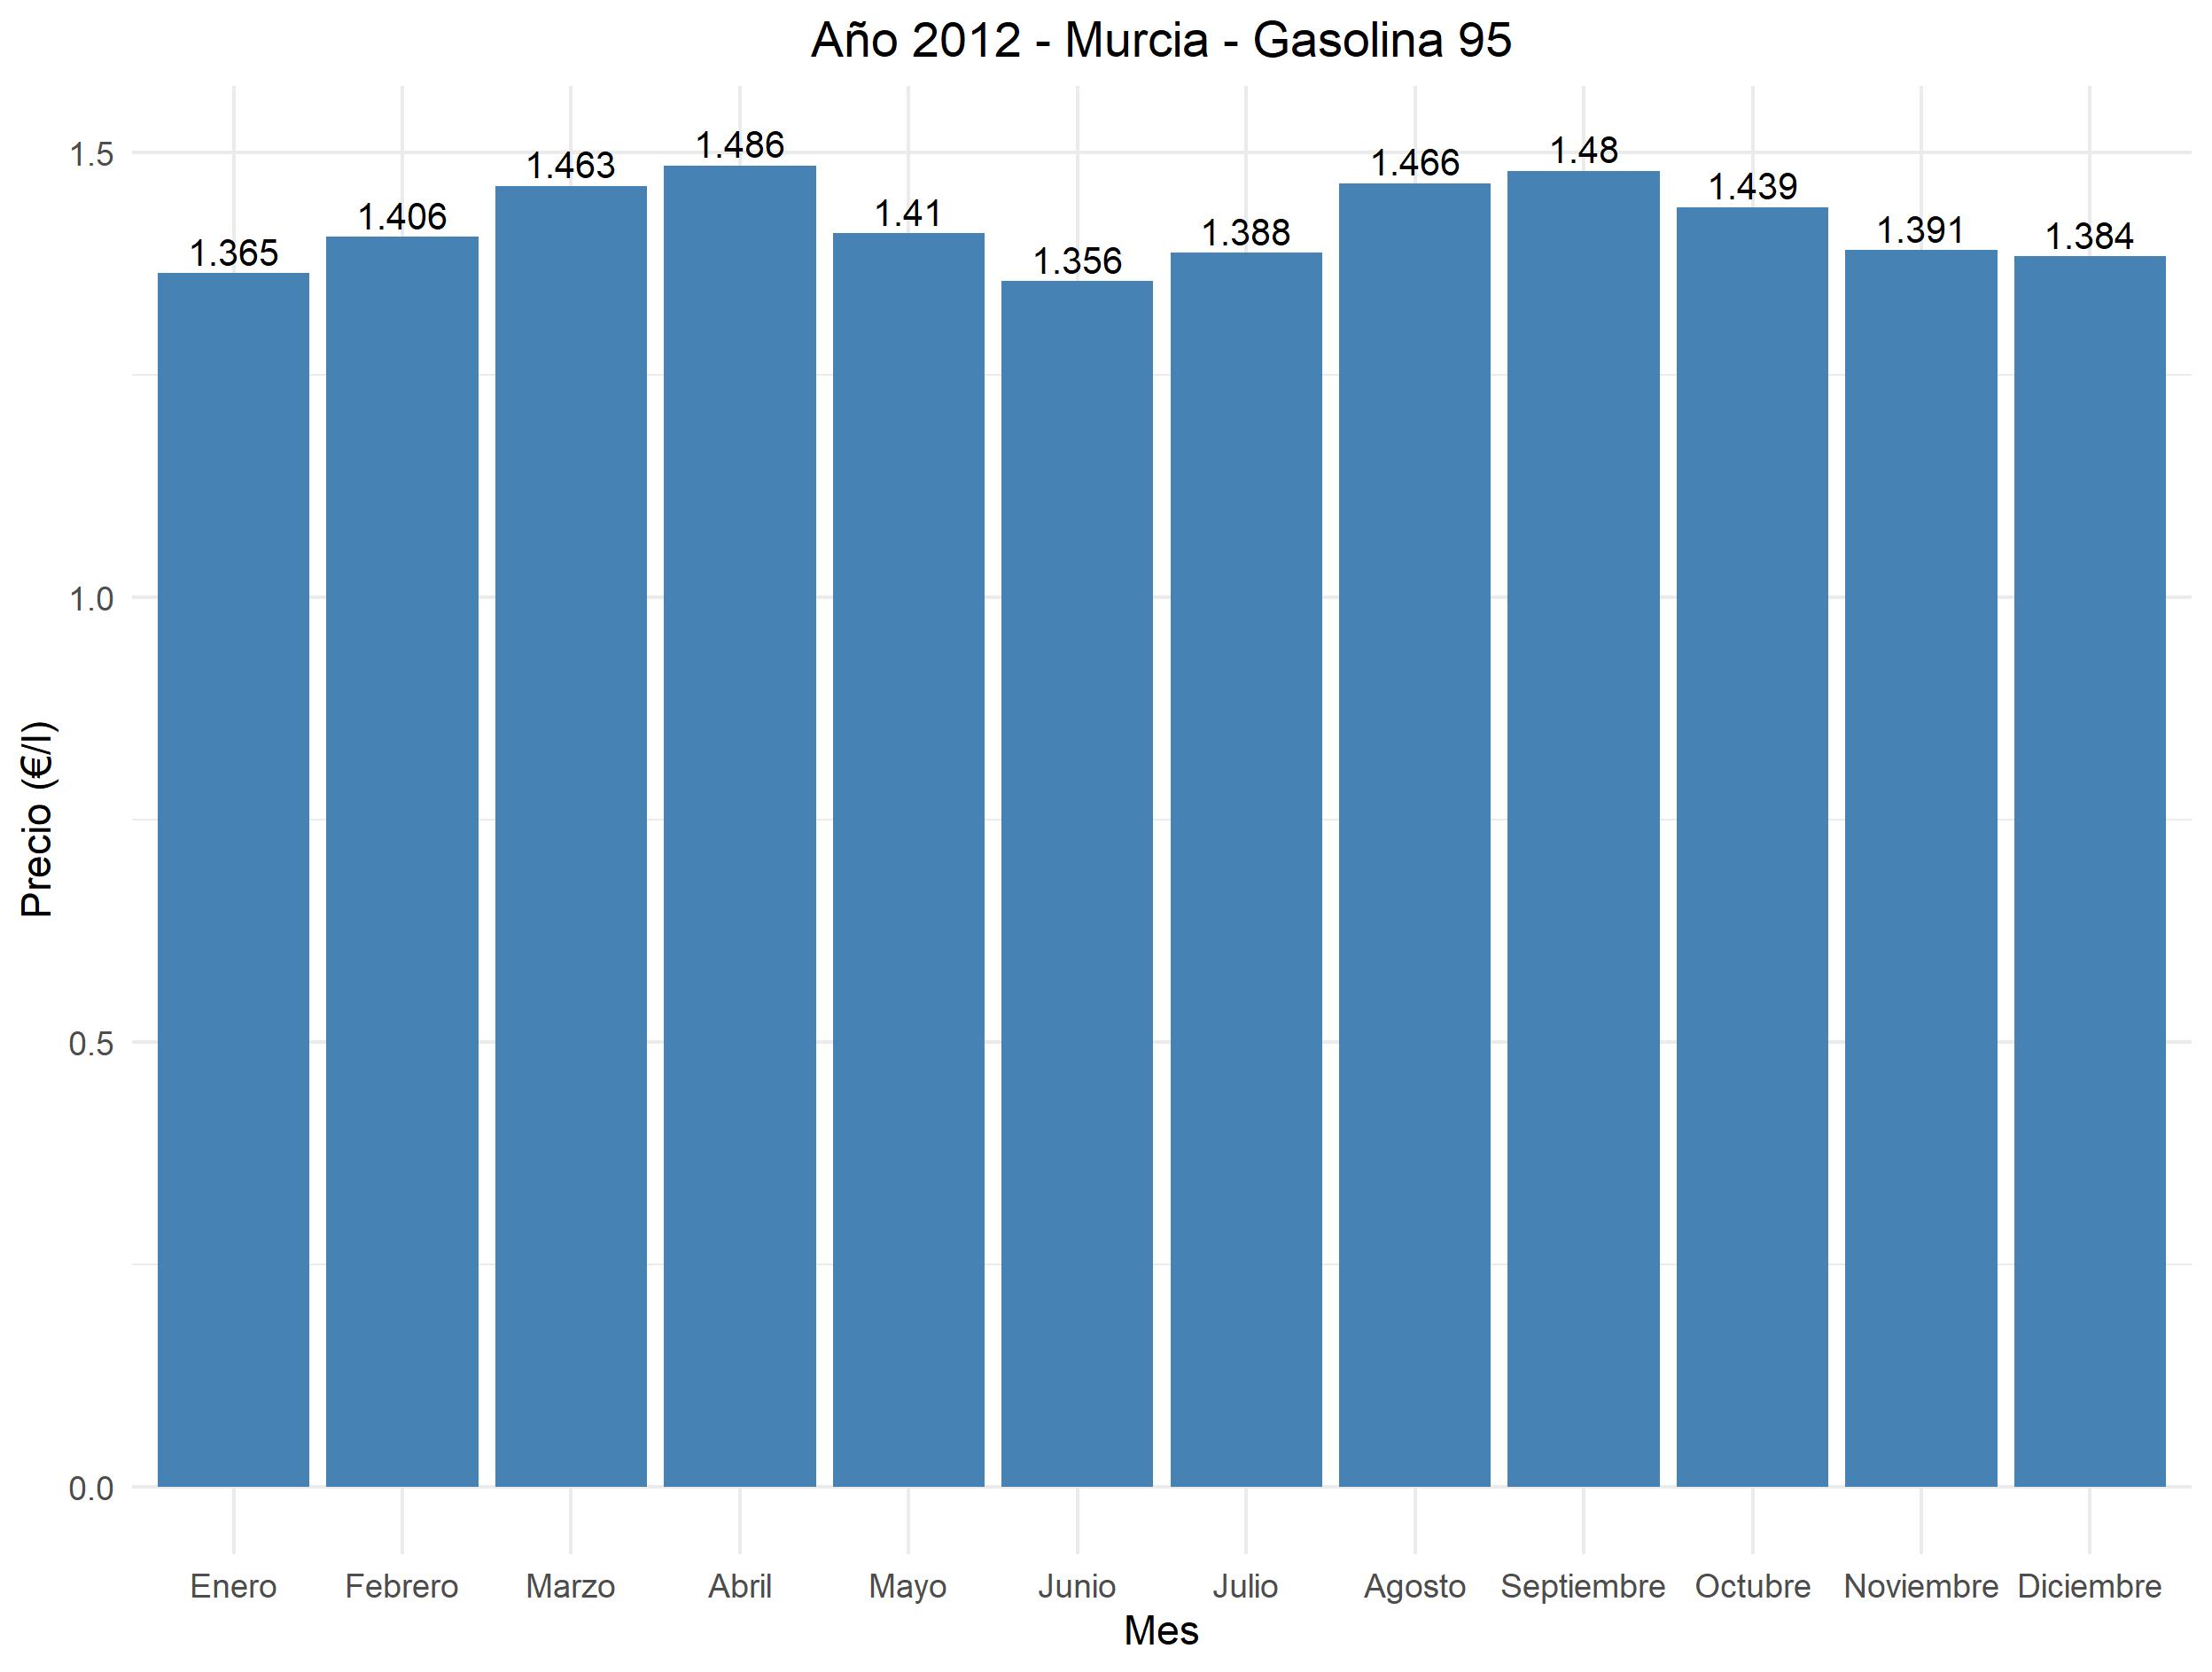 Año 2012 - Murcia - Gasolina 95
Precio (€/l)
1.5
1.0
0.5
0.0
1.365
1.406
1.463
1.486
1.41
1.356
1.388
1.466
1.48
1.439
1.391
1.384
Enero
Febrero
Marzo
Abril
Mayo
Junio
Julio
Agosto
Septiembre
Octubre
Noviembre
Diciembre
Mes